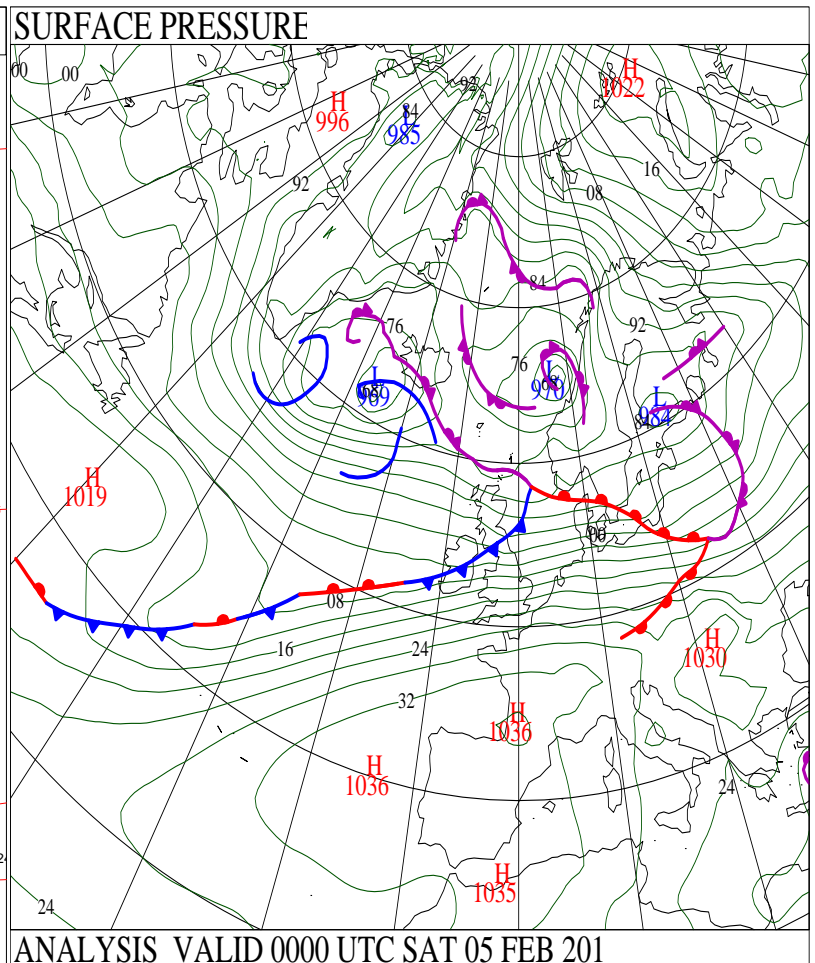 SURFACE PRESSURE
00
00
H
1022
92
H
996
84
L
985
16
92
08
84
76
92
76
L
969
L
970
L
984
H
1019
00
08
16
24
H
1030
32
H
1036
H
1036
24
H
1035
24
ANALYSIS VALID 0000 UTC SAT 05 FEB 201